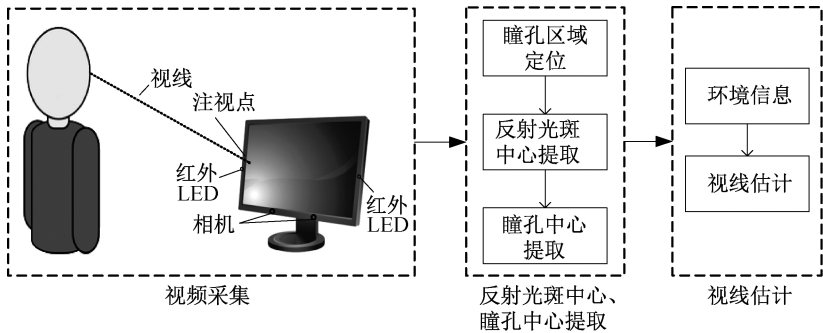 视线
注视点
红外
LED
相机
红外
LED
视频采集
瞳孔区域
定位
反射光斑
中心提取
瞳孔中心
提取
反射光斑中心、
瞳孔中心提取
环境信息
视线估计
视线估计